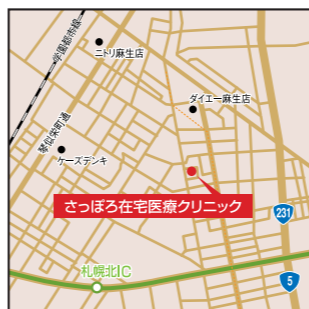 学園都市線
ニトリ麻生店
ダイエー麻生店
琴似栄町通
ケーズデンキ
さっぽろ在宅医療クリニック
231
札幌北IC
5